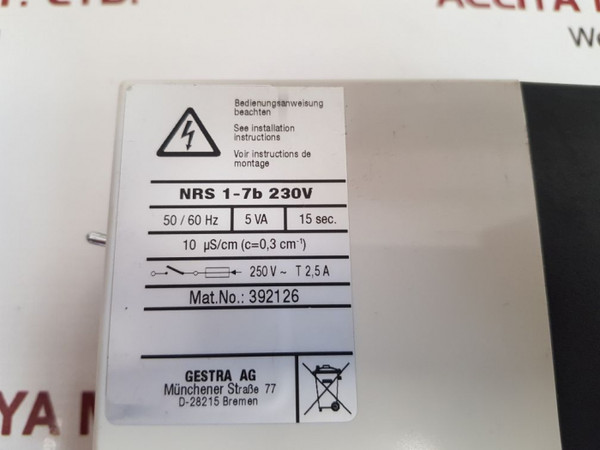 Bedienungsanweisung
beachten
See installation
instructions
Voir instructions de
montage
NRS 1-7b 230V
50 / 60 Hz 5 VA 15 sec.
10 µS/cm (c=0,3 cm⁻¹)
250 V ~ T 2,5 A
Mat.No.: 392126
GESTRA AG
Münchener Straße 77
D-28215 Bremen